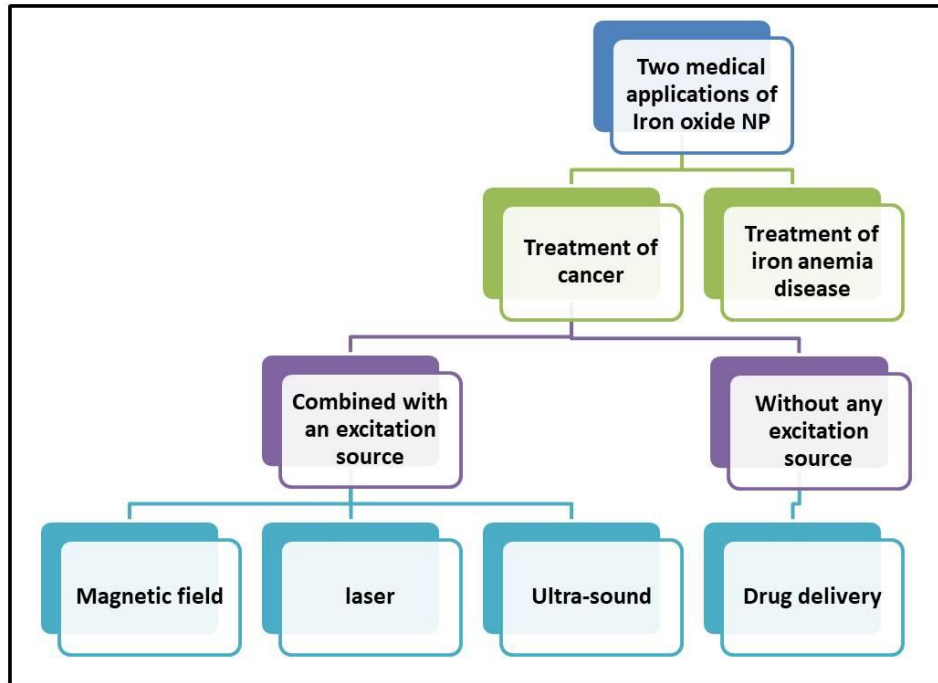 Two medical
applications of
Iron oxide NP
Treatment of
cancer
Treatment of
iron anemia
disease
Combined with
an excitation
source
Without any
excitation
source
Magnetic field
laser
Ultra-sound
Drug delivery